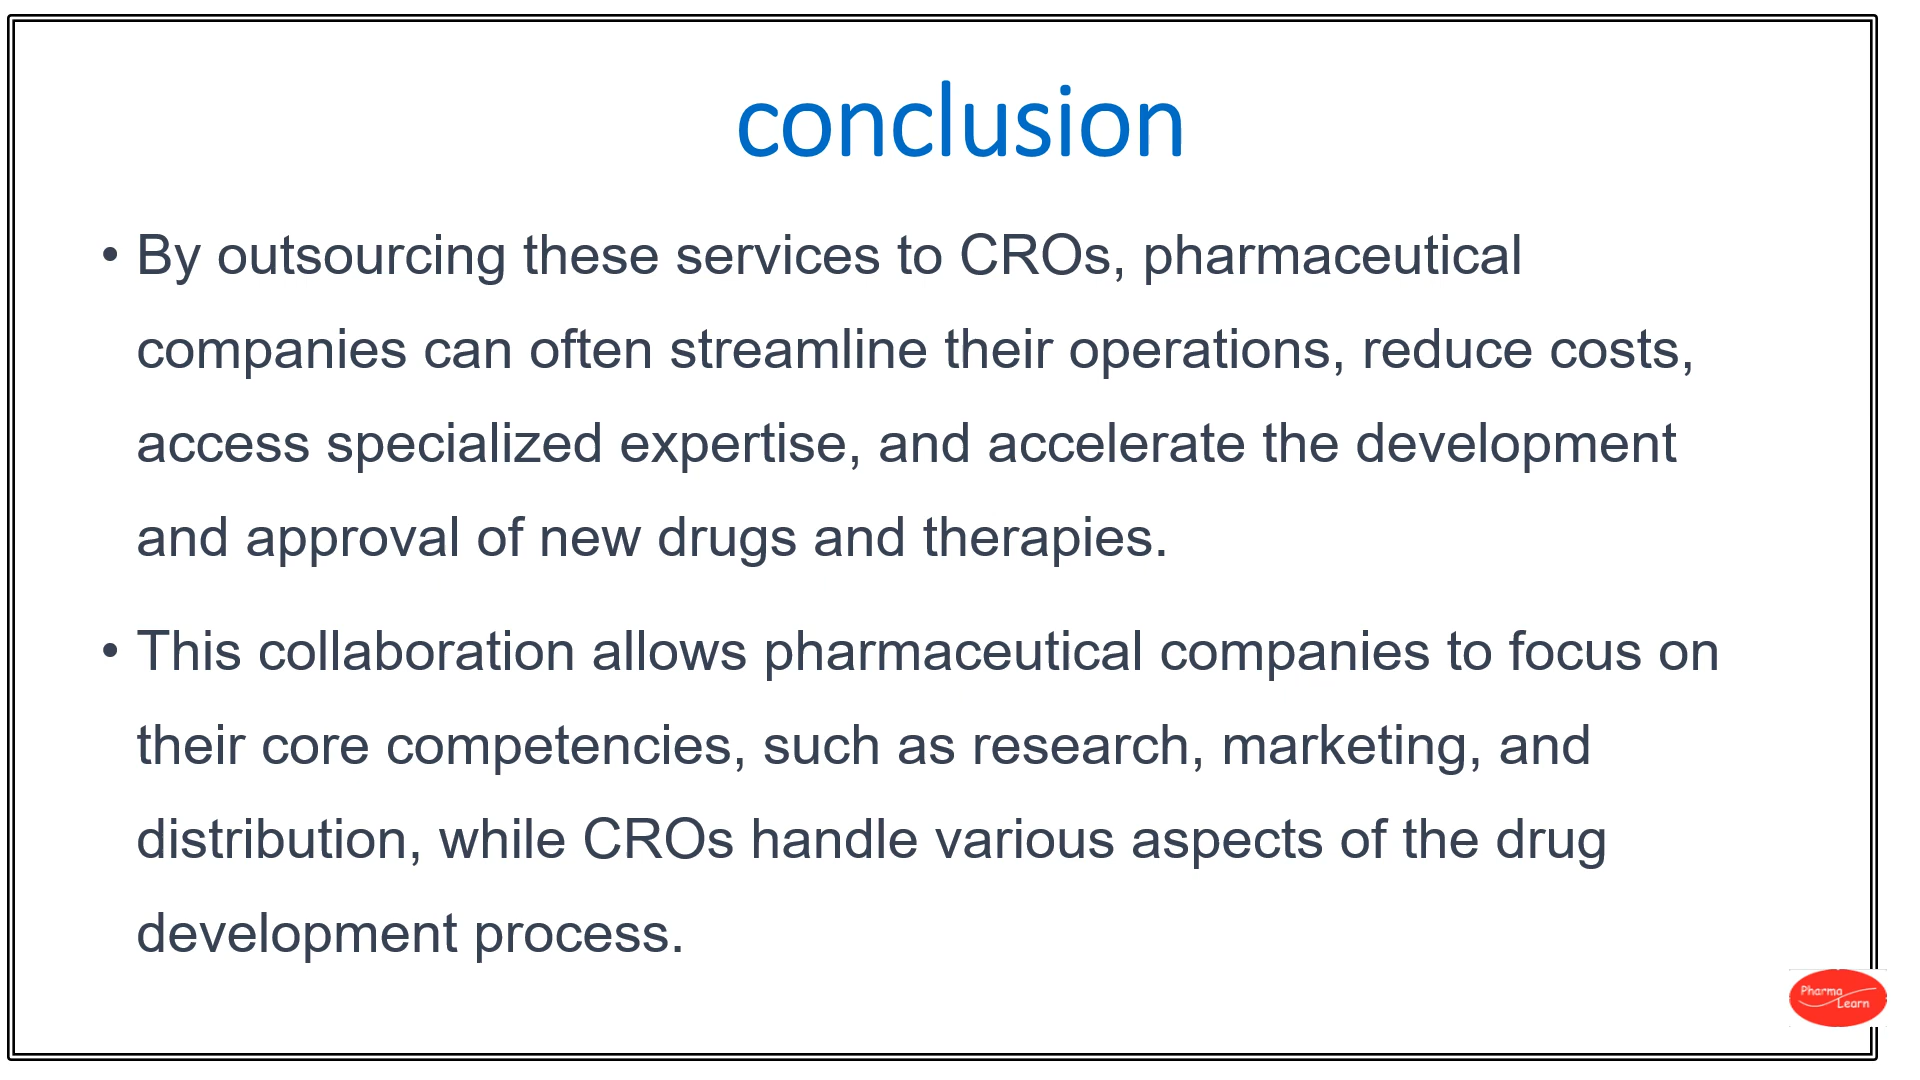 conclusion
• By outsourcing these services to CROs, pharmaceutical
companies can often streamline their operations, reduce costs,
access specialized expertise, and accelerate the development
and approval of new drugs and therapies.
• This collaboration allows pharmaceutical companies to focus on
their core competencies, such as research, marketing, and
distribution, while CROs handle various aspects of the drug
development process.
Pharma
Learn